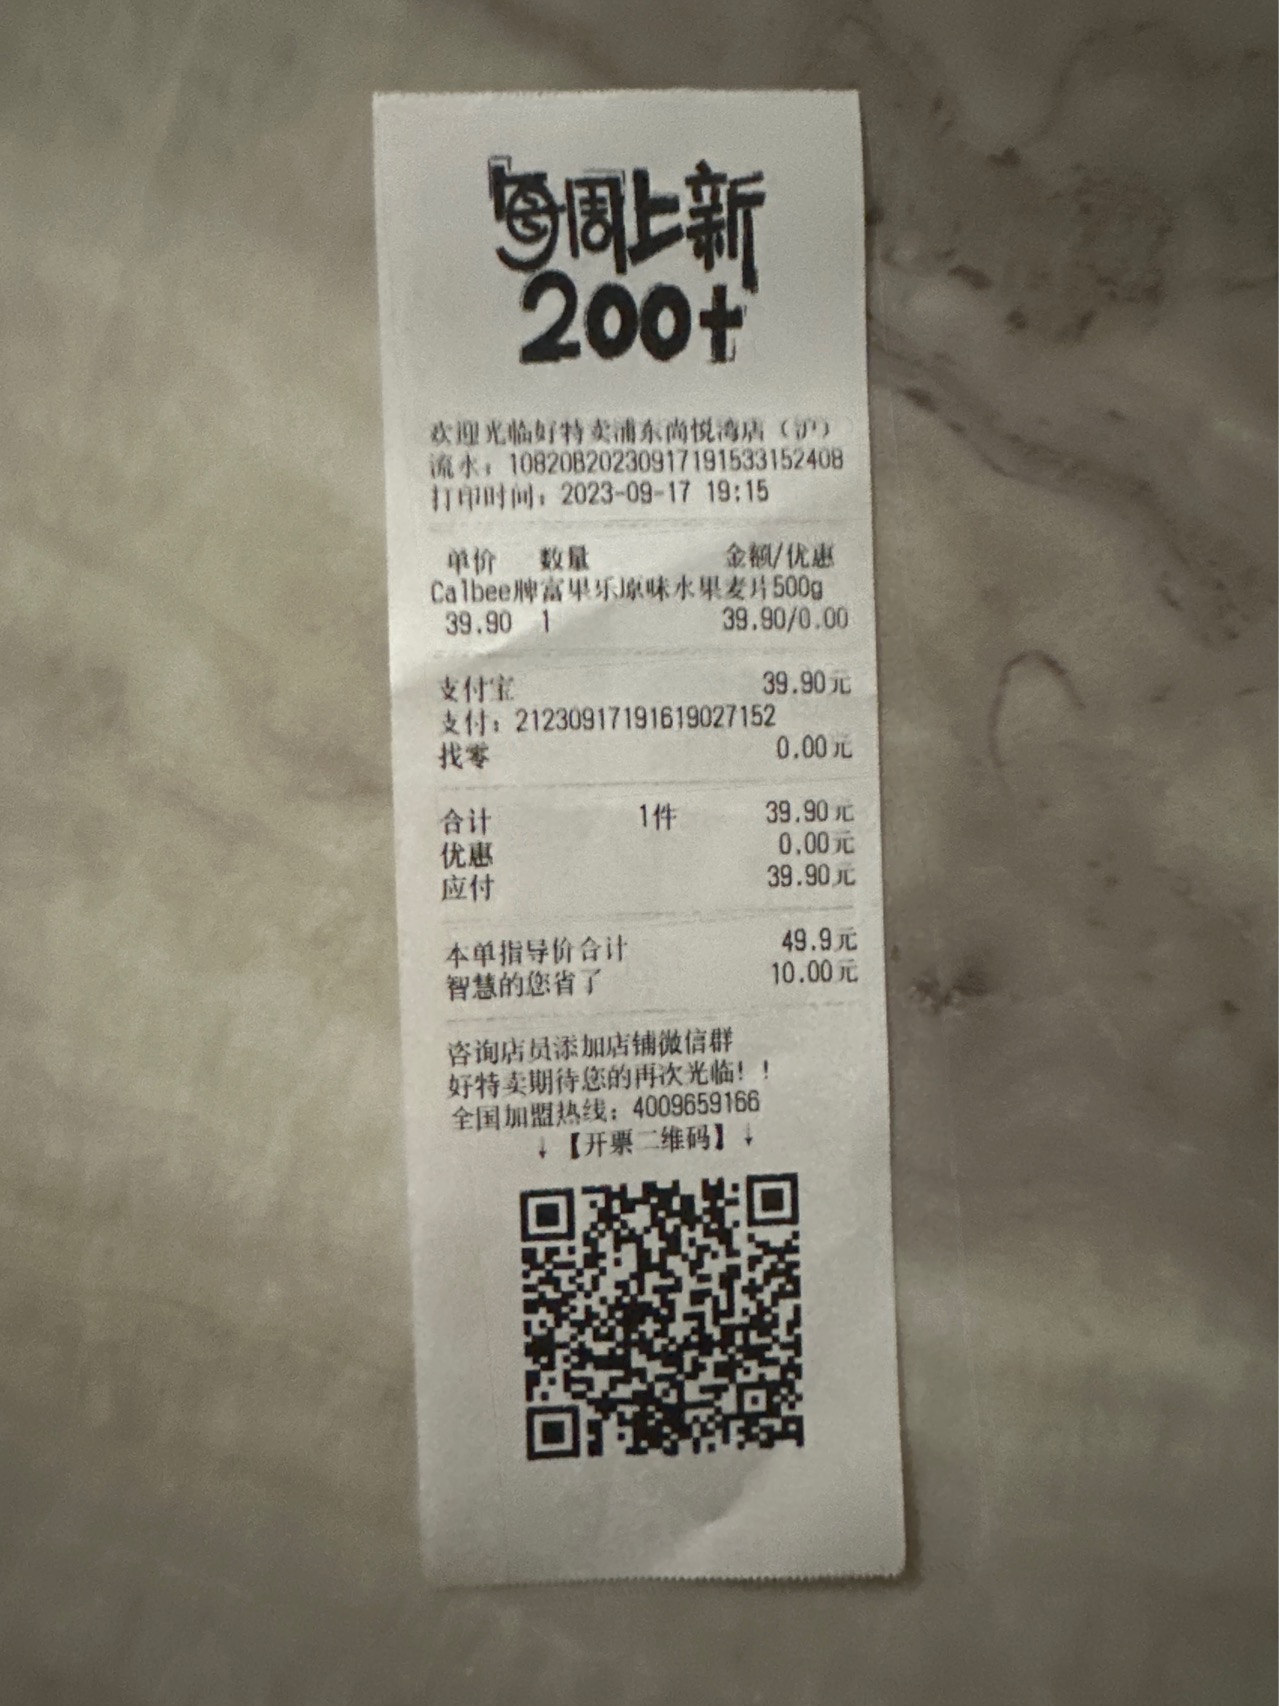 每周上新
200+
欢迎光临好特卖浦东尚悦湾店（沪）
流水：10820B20230917191533152408
打印时间：2023-09-17 19:15
单价 数量 金额/优惠
Calbee牌富果乐原味水果麦片500g
39.90 1 39.90/0.00
支付宝 39.90元
支付：21230917191619027152
找零 0.00元
合计 1件 39.90元
优惠 0.00元
应付 39.90元
本单指导价合计 49.9元
智慧的您省了 10.00元
咨询店员添加店铺微信群
好特卖期待您的再次光临！！
全国加盟热线：4009659166
↓【开票二维码】↓